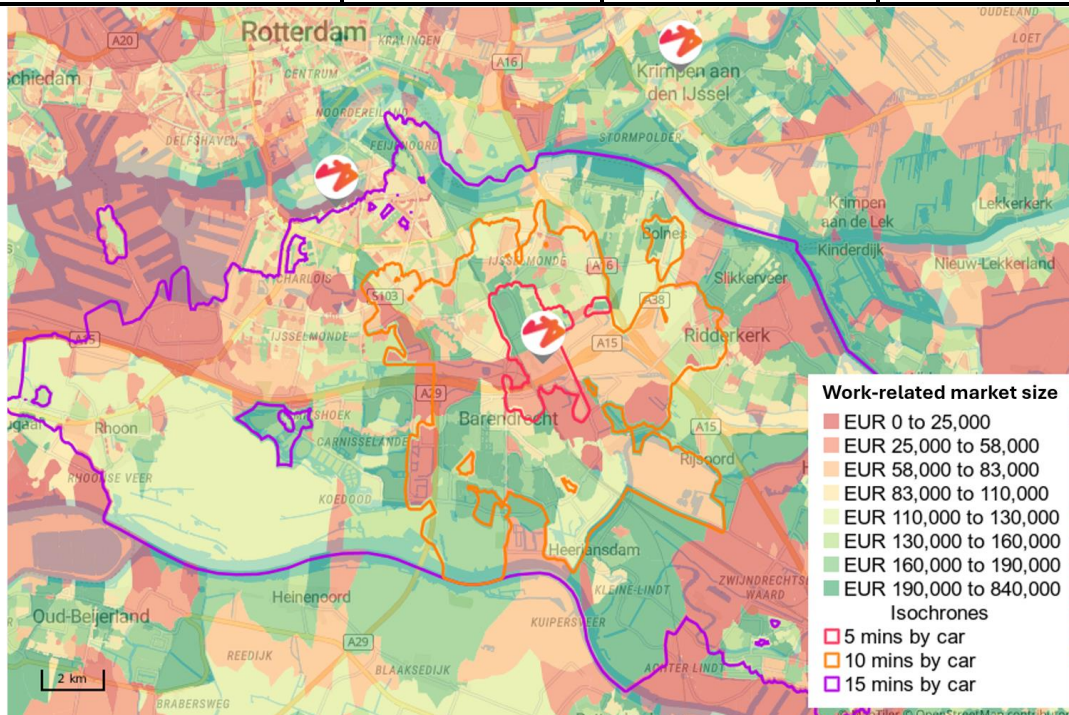 Rotterdam
KRALINGEN
OUDELAND
A20
LOET
CENTRUM
A16
Krimpen aan
den IJssel
NOORDEREILAND
STORMPOLDER
DELFSHAVEN
FEIJENOORD
Krimpen
aan de Lek
Lekkerkerk
Bolnes
Kinderdijk
IJSSELMONDE
Nieuw-Lekkerland
A16
CHARLOIS
Slikkerveer
S103
A38
IJSSELMONDE
A15
A15
Ridderkerk
A29
Barendrecht
Rhoon
A15
CARNISSELANDE
Rijsoord
RHOONSE VEER
KOEDOOD
Heerjansdam
Heinenoord
KLEINE-LINDT
Oud-Beijerland
KUIPERSVEER
A29
REEDIJK
BLAAKSEDIJK
ACHTER LINDT
2 km
BRABERSWEG
Work-related market size
EUR 0 to 25,000
EUR 25,000 to 58,000
EUR 58,000 to 83,000
EUR 83,000 to 110,000
EUR 110,000 to 130,000
EUR 130,000 to 160,000
EUR 160,000 to 190,000
EUR 190,000 to 840,000
Isochrones
5 mins by car
10 mins by car
15 mins by car